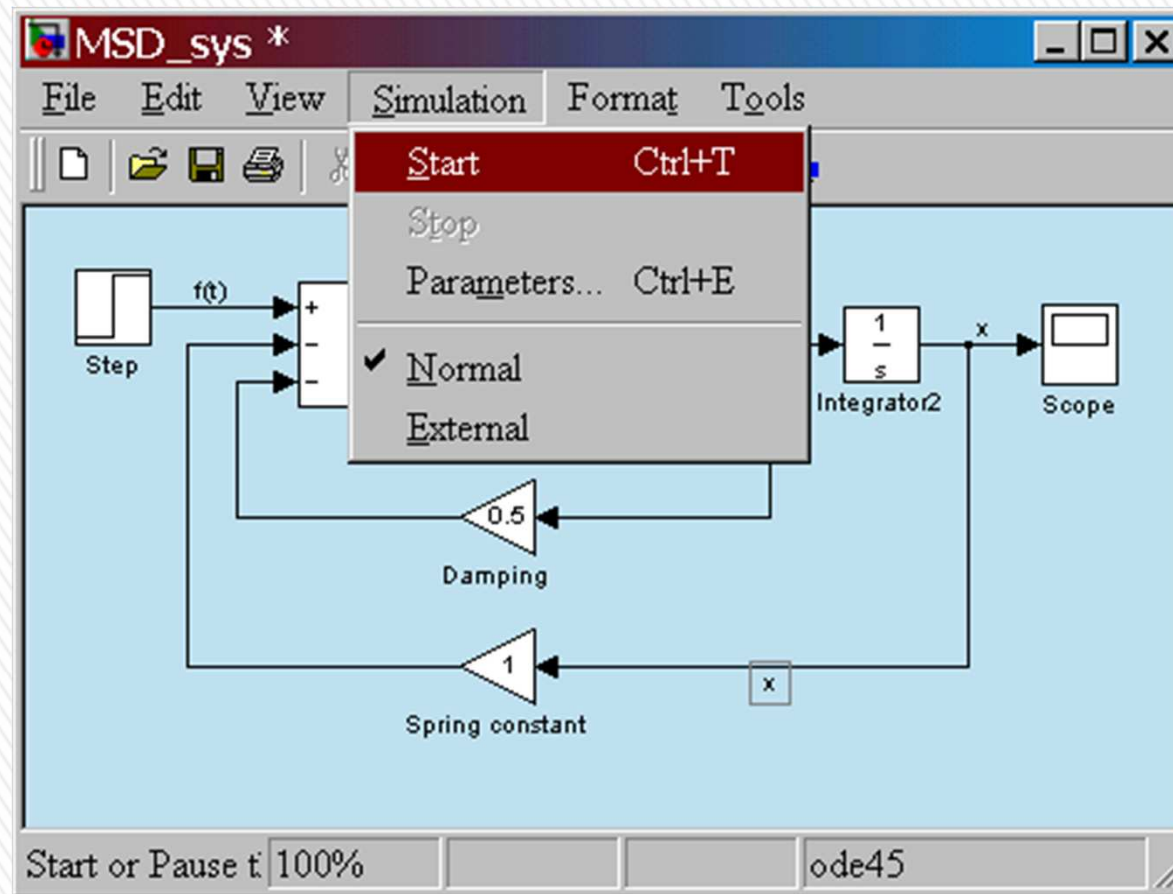 MSD_sys *
File Edit View Simulation Format Tools
Start Ctrl+T
Stop
Parameters... Ctrl+E
Normal
External
f(t)
+
−
−
Step
1
s
Integrator2
x
Scope
0.5
Damping
1
x
Spring constant
Start or Pause t 100% ode45